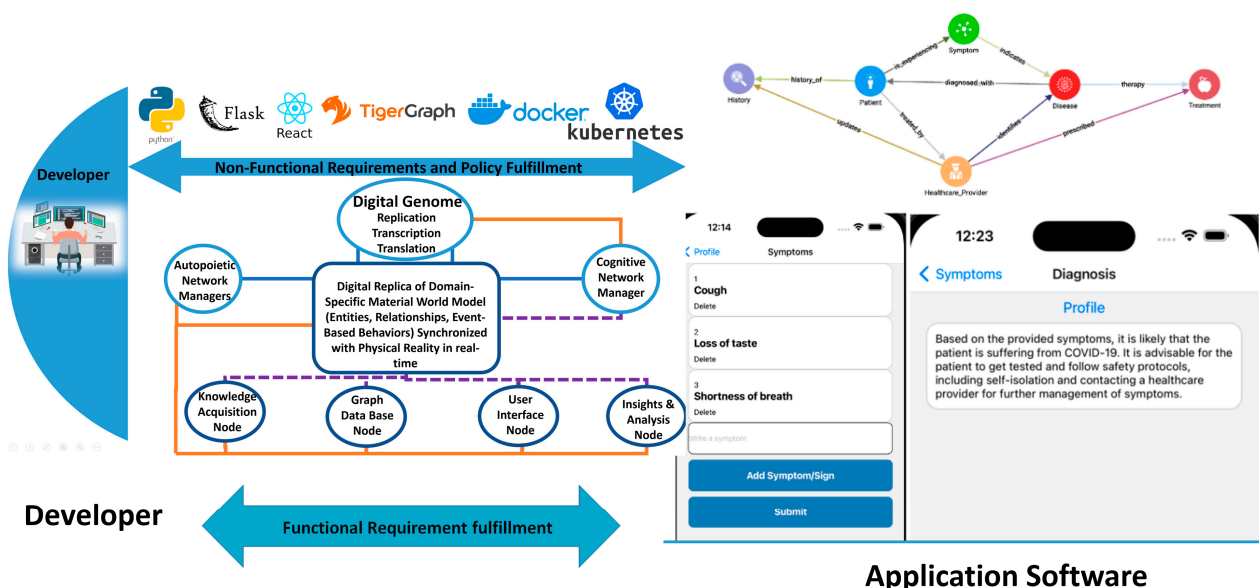 python
Flask
React
TigerGraph
docker
kubernetes
Non-Functional Requirements and Policy Fulfillment
Developer
Digital Genome
Replication
Transcription
Translation
Autopoietic
Network
Managers
Cognitive
Network
Manager
Digital Replica of Domain-
Specific Material World Model
(Entities, Relationships, Event-
Based Behaviors) Synchronized
with Physical Reality in real-
time
Knowledge
Acquisition
Node
Graph
Data Base
Node
User
Interface
Node
Insights &
Analysis
Node
Developer
Functional Requirement fulfillment
Symptom
is_experiencing
indicates
history_of
diagnosed_with
therapy
History
Patient
Disease
Treatment
updates
treated_by
identifies
prescribed
Healthcare_Provider
12:14
Profile
Symptoms
1
Cough
Delete
2
Loss of taste
Delete
3
Shortness of breath
Delete
Write a symptom
Add Symptom/Sign
Submit
12:23
Symptoms
Diagnosis
Profile
Based on the provided symptoms, it is likely that the
patient is suffering from COVID-19. It is advisable for the
patient to get tested and follow safety protocols,
including self-isolation and contacting a healthcare
provider for further management of symptoms.
Application Software